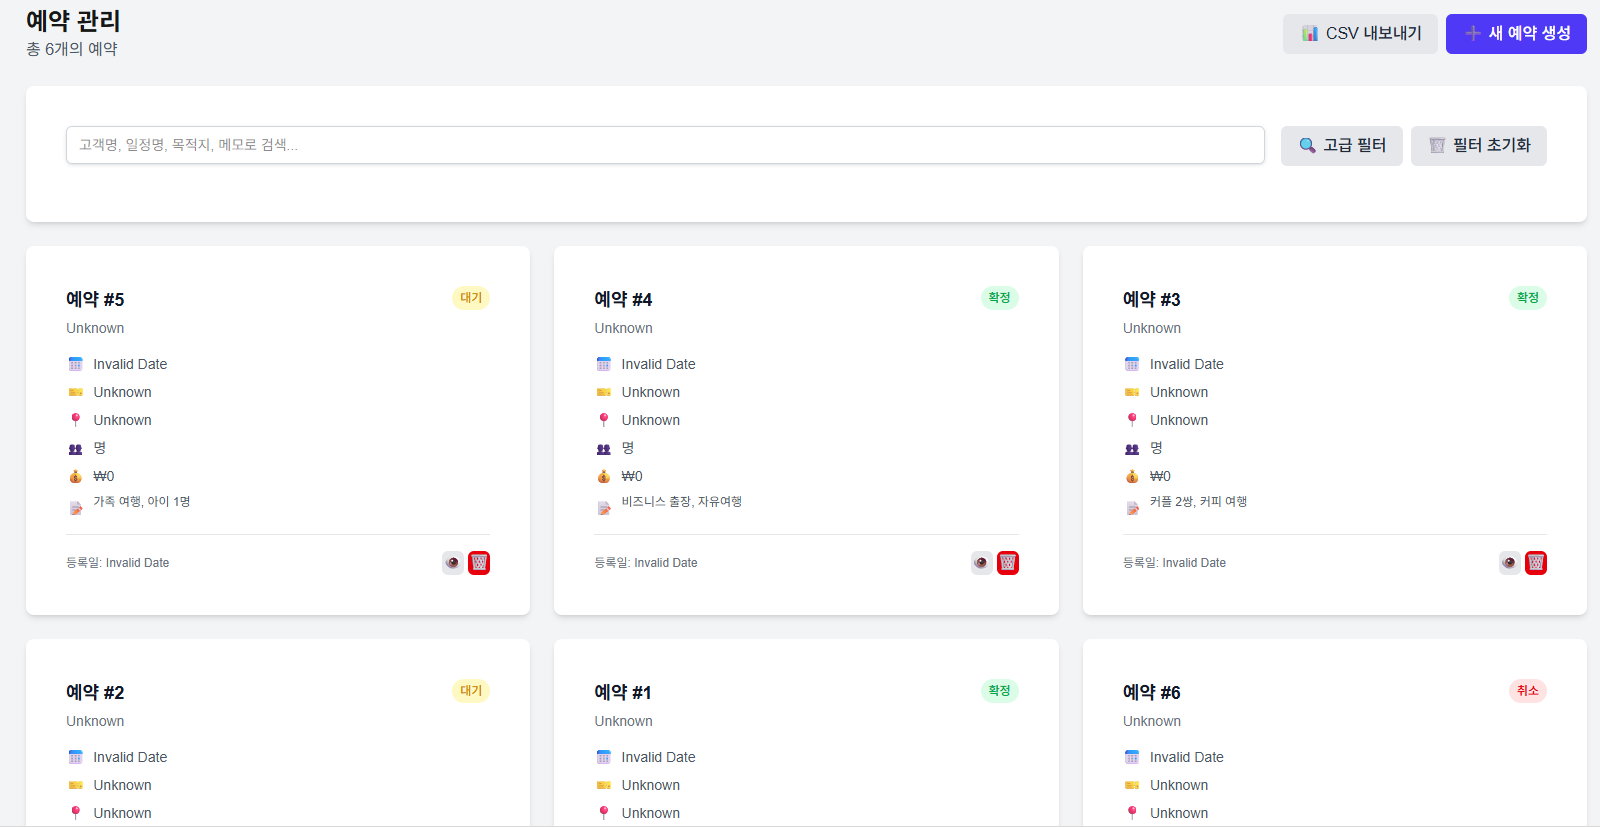 예약 관리
총 6개의 예약
CSV 내보내기
새 예약 생성
고객명, 일정명, 목적지, 메모로 검색...
고급 필터
필터 초기화
예약 #5
대기
Unknown
Invalid Date
Unknown
Unknown
명
₩0
가족 여행, 아이 1명
등록일: Invalid Date
예약 #4
확정
Unknown
Invalid Date
Unknown
Unknown
명
₩0
비즈니스 출장, 자유여행
등록일: Invalid Date
예약 #3
확정
Unknown
Invalid Date
Unknown
Unknown
명
₩0
커플 2쌍, 커피 여행
등록일: Invalid Date
예약 #2
대기
Unknown
Invalid Date
Unknown
Unknown
예약 #1
확정
Unknown
Invalid Date
Unknown
Unknown
예약 #6
취소
Unknown
Invalid Date
Unknown
Unknown